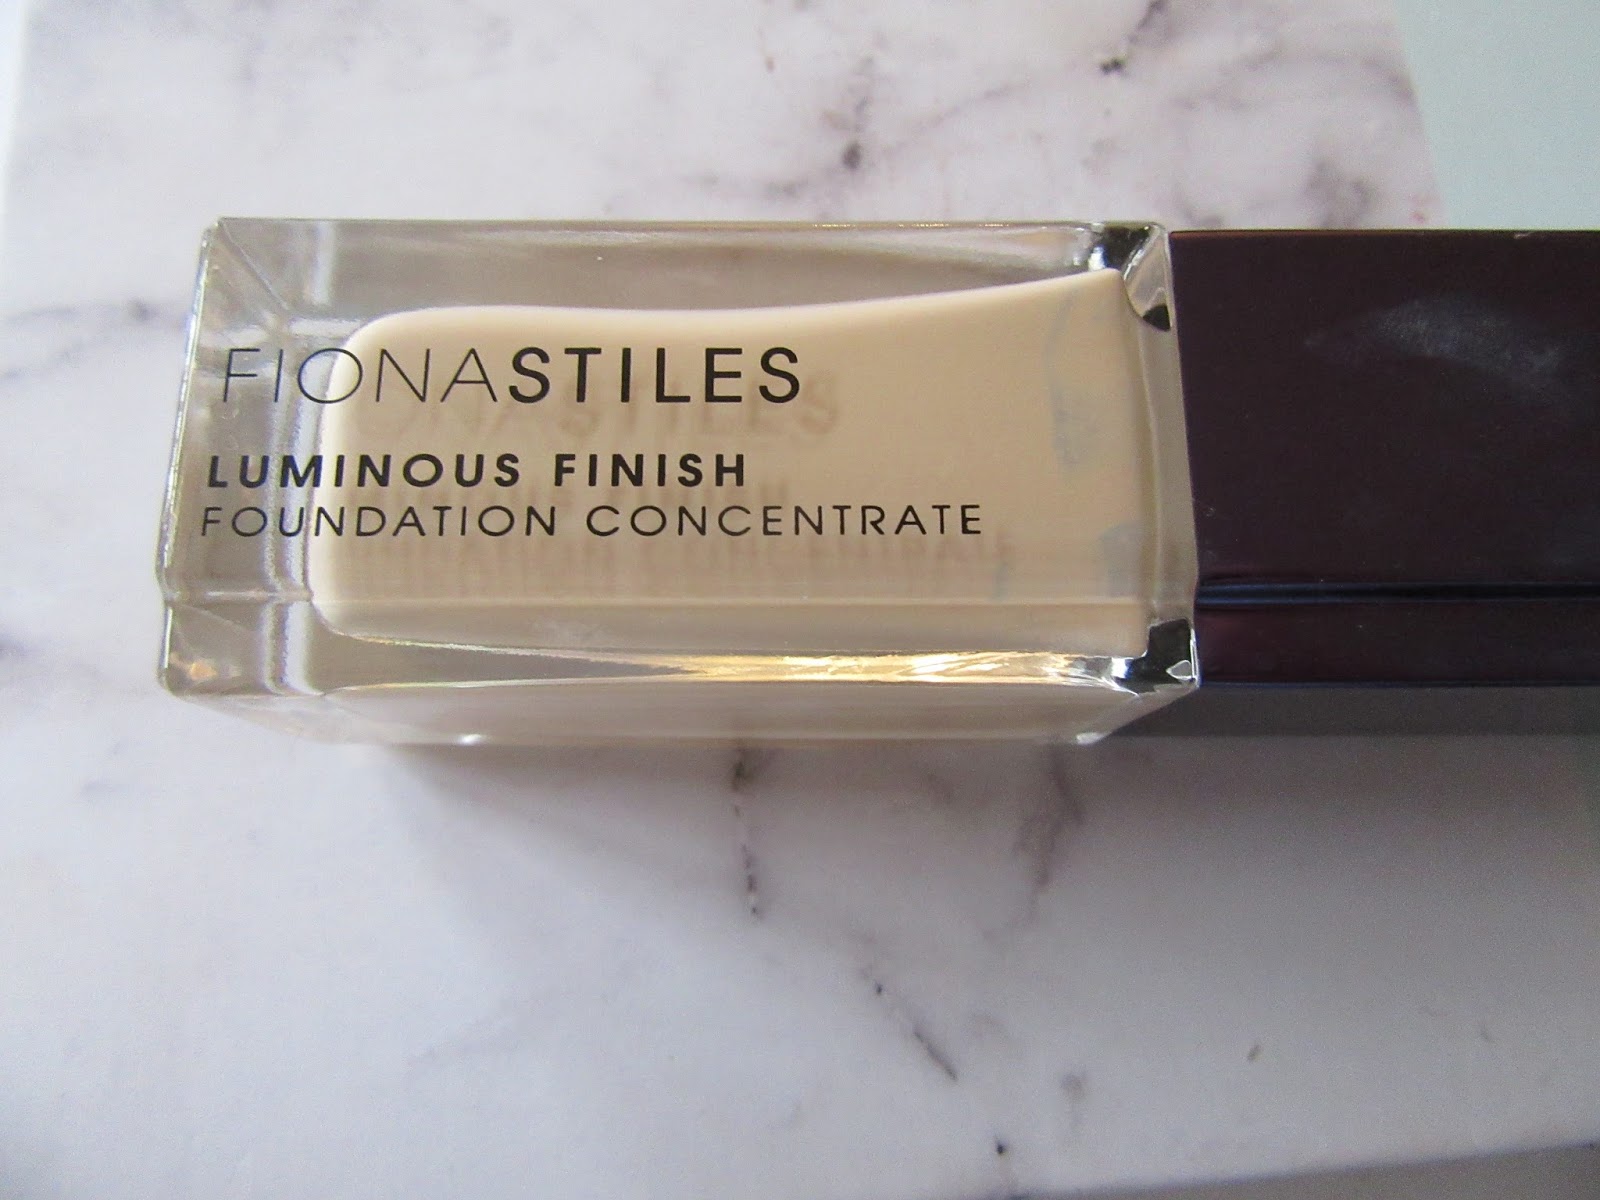 FIONASTILES
LUMINOUS FINISH
FOUNDATION CONCENTRATE